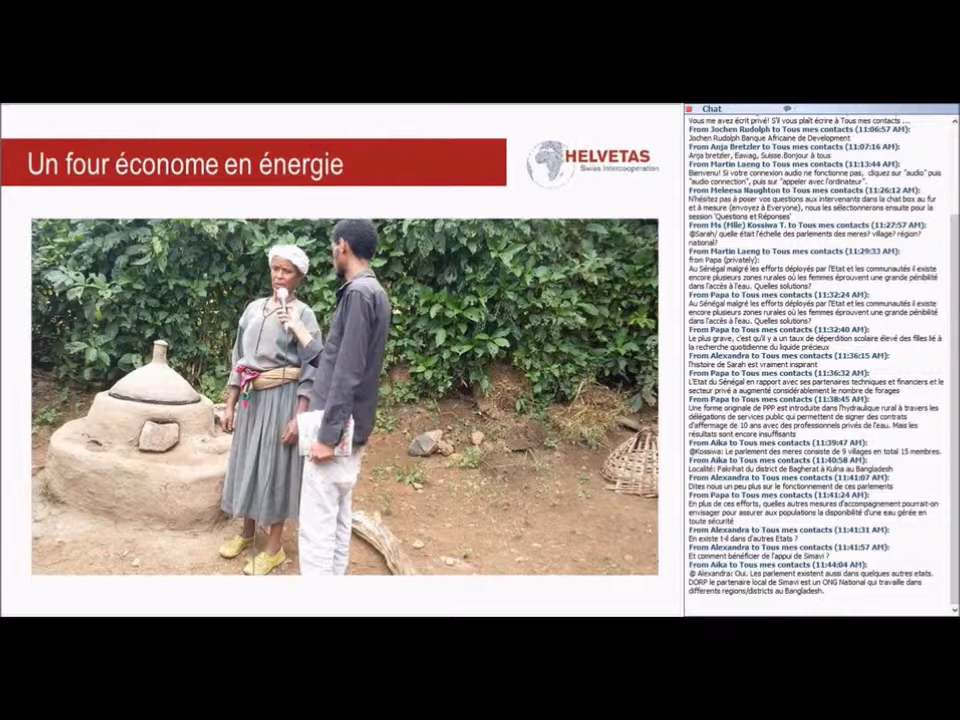 Un four économe en énergie
HELVETAS
Swiss Intercooperation
Chat
Vous me avez écrit privé! S'il vous plaît écrire à Tous mes contacts ...
From Jochen Rudolph to Tous mes contacts (11:06:57 AM):
Jochen Rudolph Banque Africaine de Development
From Anja Bretzler to Tous mes contacts (11:07:16 AM):
Anja bretzler, Eawag, Suisse.Bonjour à tous
From Martin Laeng to Tous mes contacts (11:13:44 AM):
Bienvenu! Si votre connexion audio ne fonctionne pas, cliquez sur "audio" puis
"audio connection", puis sur "appeler avec l'ordinateur".
From Meleesa Naughton to Tous mes contacts (11:26:12 AM):
N'hésitez pas à poser vos questions aux intervenants dans la chat box au fur
et à mesure (envoyez à Everyone), nous les sélectionnerons ensuite pour la
session 'Questions et Réponses'
From Ms (Mlle) Kossiwa T. to Tous mes contacts (11:27:57 AM):
@Sarah/ quelle était l'échelle des parlements des meres? village? région?
national?
From Martin Laeng to Tous mes contacts (11:29:33 AM):
from Papa (privately):
Au Sénégal malgré les efforts déployés par l'Etat et les communautés il existe
encore plusieurs zones rurales où les femmes éprouvent une grande pénibilité
dans l'accès à l'eau. Quelles solutions?
From Papa to Tous mes contacts (11:32:24 AM):
Au Sénégal malgré les efforts déployés par l'Etat et les communautés il existe
encore plusieurs zones rurales où les femmes éprouvent une grande pénibilité
dans l'accès à l'eau. Quelles solutions?
From Papa to Tous mes contacts (11:32:40 AM):
Le plus grave, c'est qu'il y a un taux de déperdition scolaire élevé des filles lié à
la recherche quotidienne du liquide précieux
From Alexandra to Tous mes contacts (11:36:15 AM):
l'histoire de Sarah est vraiment inspirant
From Papa to Tous mes contacts (11:36:32 AM):
L'Etat du Sénégal en rapport avec ses partenaires techniques et financiers et le
secteur privé a augmenté considérablement le nombre de forages
From Papa to Tous mes contacts (11:38:45 AM):
Une forme originale de PPP est introduite dans l'hydraulique rural à travers les
délégations de services public qui permettent de signer des contrats
d'affermage de 10 ans avec des professionnels privés de l'eau. Mais les
résultats sont encore insuffisants
From Aika to Tous mes contacts (11:39:47 AM):
@Kossiwa: Le parlement des meres consiste de 9 villages en total 15 membres.
From Aika to Tous mes contacts (11:40:58 AM):
Localité: Pakrihat du district de Bagherat à Kulna au Bangladesh
From Alexandra to Tous mes contacts (11:41:07 AM):
Dites nous un peu plus sur le fonctionnement de ces parlements
From Papa to Tous mes contacts (11:41:24 AM):
En plus de ces efforts, quelles autres mesures d'accompagnement pourrait-on
envisager pour assurer aux populations la disponibilité d'une eau gérée en
toute sécurité
From Alexandra to Tous mes contacts (11:41:31 AM):
En existe t-il dans d'autres Etats ?
From Alexandra to Tous mes contacts (11:41:57 AM):
Et comment bénéficier de l'appui de Simavi ?
From Aika to Tous mes contacts (11:44:04 AM):
@ Alexandra: Oui. Les parlement existent aussi dans quelques autres etats.
DORP le partenaire local de Simavi est un ONG National qui travaille dans
differents regions/districts au Bangladesh.